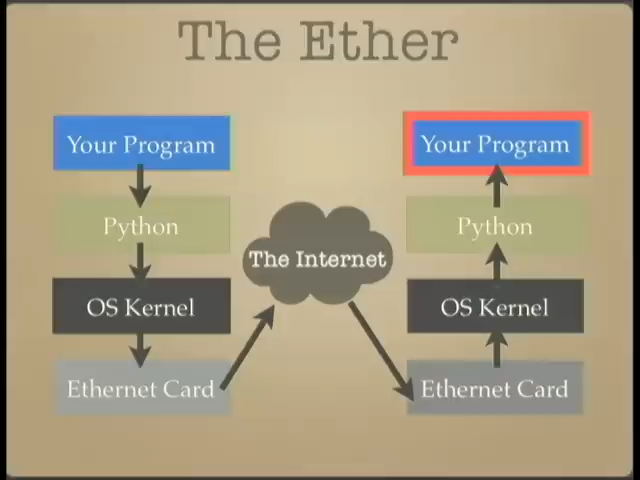 The Ether
Your Program
Python
OS Kernel
Ethernet Card
The Internet
Your Program
Python
OS Kernel
Ethernet Card